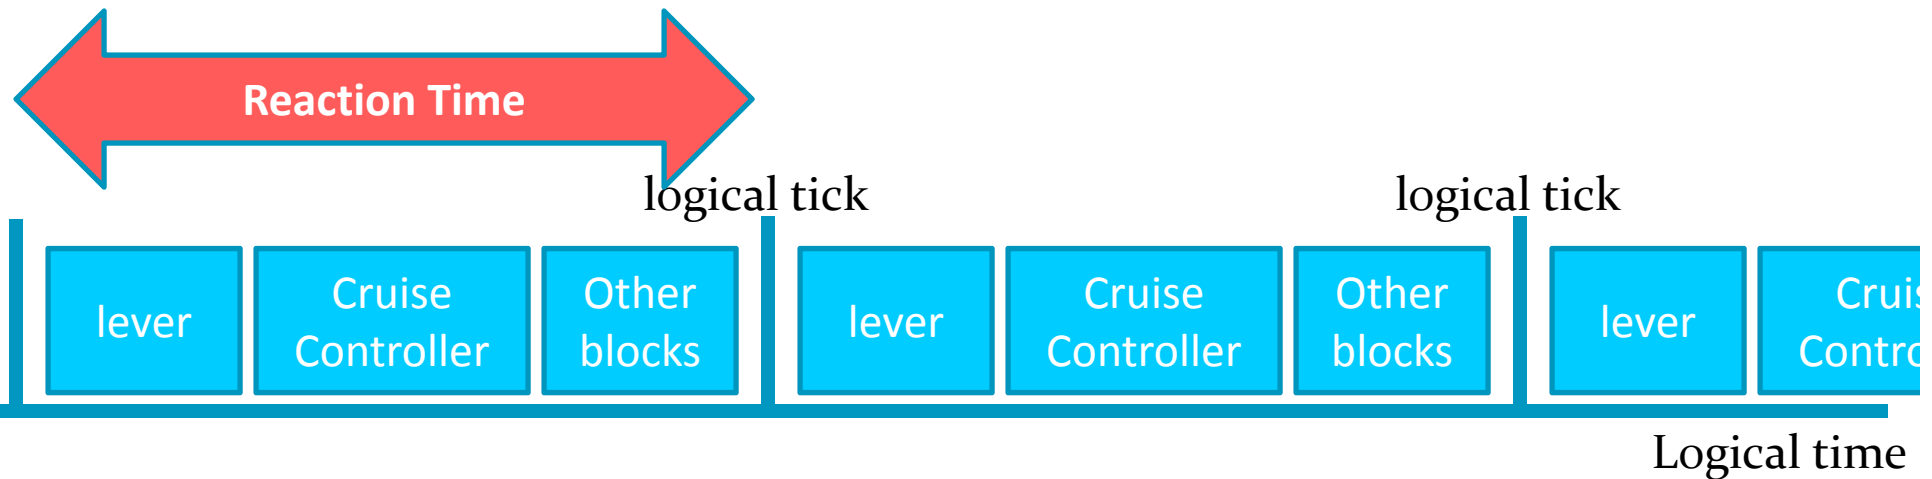 Reaction Time
logical tick
logical tick
lever
Cruise
Controller
Other
blocks
lever
Cruise
Controller
Other
blocks
lever
Logical time